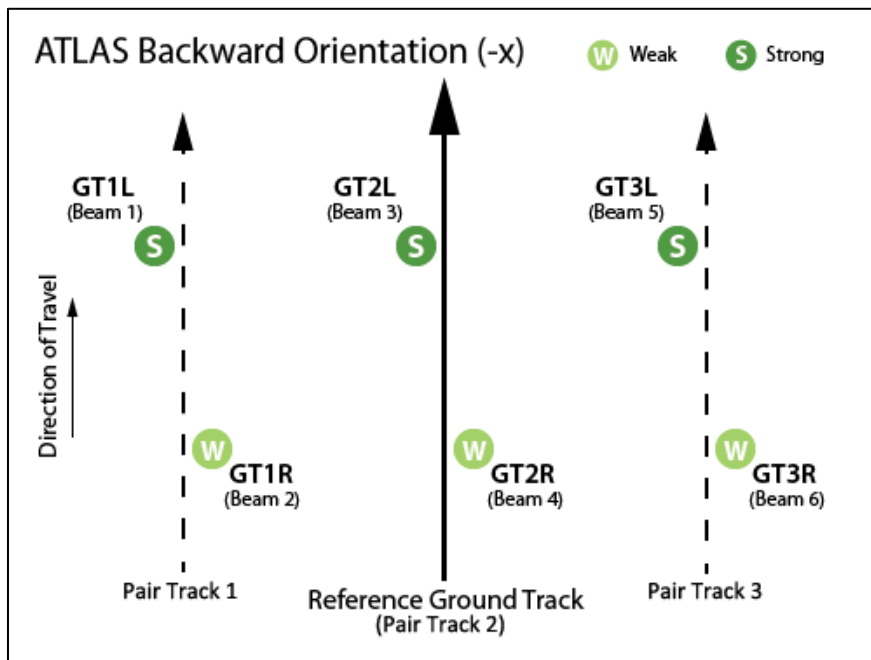 ATLAS Backward Orientation (-x)
W Weak
S Strong
GT1L
(Beam 1)
S
GT2L
(Beam 3)
S
GT3L
(Beam 5)
S
Direction of Travel
W
GT1R
(Beam 2)
W
GT2R
(Beam 4)
W
GT3R
(Beam 6)
Pair Track 1
Reference Ground Track
(Pair Track 2)
Pair Track 3